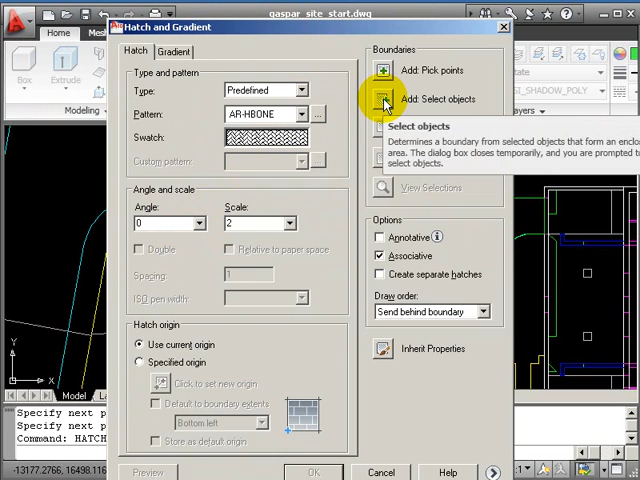 gaspar_site_start.dwg
Home
Me
Box
Extrude
Modeling
Hatch and Gradient
Hatch
Gradient
Type and pattern
Type:
Predefined
Pattern:
AR-HBONE
...
Swatch:
Custom pattern:
...
Angle and scale
Angle:
Scale:
0
2
Double
Relative to paper space
Spacing:
1
ISO pen width:
Hatch origin
Use current origin
Specified origin
Click to set new origin
Default to boundary extents
Bottom left
Store as default origin
Boundaries
Add: Pick points
Add: Select objects
Select objects
Determines a boundary from selected objects that form an enclos
area. The dialog box closes temporarily, and you are prompted to
select objects.
View Selections
Options
Annotative
Associative
Create separate hatches
Draw order:
Send behind boundary
Inherit Properties
GI_SHADOW_POLY
ayers
Y
X
Model
La
Specify next p
Specify next p
Command: HATCH
-13177.2766, 16498.116
Preview
OK
Cancel
Help